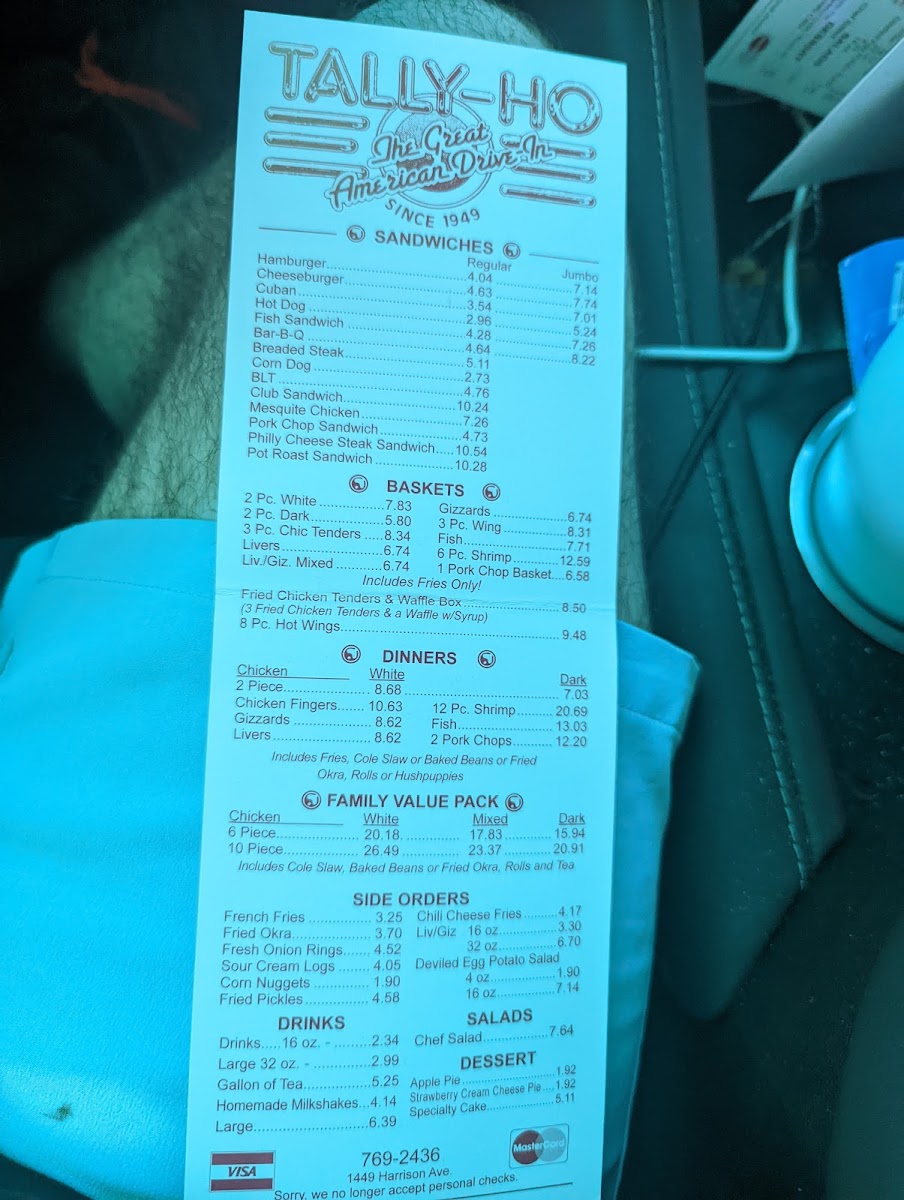 TALLY-HO
The Great
American Drive-In
SINCE 1949
SANDWICHES
Regular Jumbo
Hamburger 4.04 7.14
Cheeseburger 4.63 7.74
Cuban 3.54 7.01
Hot Dog 2.96 5.24
Fish Sandwich 4.28 7.26
Bar-B-Q 4.64 8.22
Breaded Steak 5.11
Corn Dog 2.73
BLT 4.76
Club Sandwich 10.24
Mesquite Chicken 7.26
Pork Chop Sandwich 4.73
Philly Cheese Steak Sandwich 10.54
Pot Roast Sandwich 10.28
BASKETS
2 Pc. White 7.83
2 Pc. Dark 5.80
3 Pc. Chic Tenders 8.34
Livers 6.74
Liv./Giz. Mixed 6.74
Gizzards 6.74
3 Pc. Wing 8.31
Fish 7.71
6 Pc. Shrimp 12.59
1 Pork Chop Basket 6.58
Includes Fries Only!
Fried Chicken Tenders & Waffle Box 8.50
(3 Fried Chicken Tenders & a Waffle w/Syrup)
8 Pc. Hot Wings 9.48
DINNERS
Chicken White Dark
2 Piece 8.68 7.03
Chicken Fingers 10.63 12 Pc. Shrimp 20.69
Gizzards 8.62 Fish 13.03
Livers 8.62 2 Pork Chops 12.20
Includes Fries, Cole Slaw or Baked Beans or Fried
Okra, Rolls or Hushpuppies
FAMILY VALUE PACK
Chicken White Mixed Dark
6 Piece 20.18 17.83 15.94
10 Piece 26.49 23.37 20.91
Includes Cole Slaw, Baked Beans or Fried Okra, Rolls and Tea
SIDE ORDERS
French Fries 3.25
Fried Okra 3.70
Fresh Onion Rings 4.52
Sour Cream Logs 4.05
Corn Nuggets 1.90
Fried Pickles 4.58
Chili Cheese Fries 4.17
Liv/Giz 16 oz 3.30
32 oz 6.70
Deviled Egg Potato Salad
4 oz 1.90
16 oz 7.14
DRINKS
Drinks.....16 oz. - 2.34
Large 32 oz. - 2.99
Gallon of Tea 5.25
Homemade Milkshakes 4.14
Large 6.39
SALADS
Chef Salad 7.64
DESSERT
Apple Pie 1.92
Strawberry Cream Cheese Pie 1.92
Specialty Cake 5.11
VISA
769-2436
1449 Harrison Ave.
Sorry, we no longer accept personal checks.
MasterCard